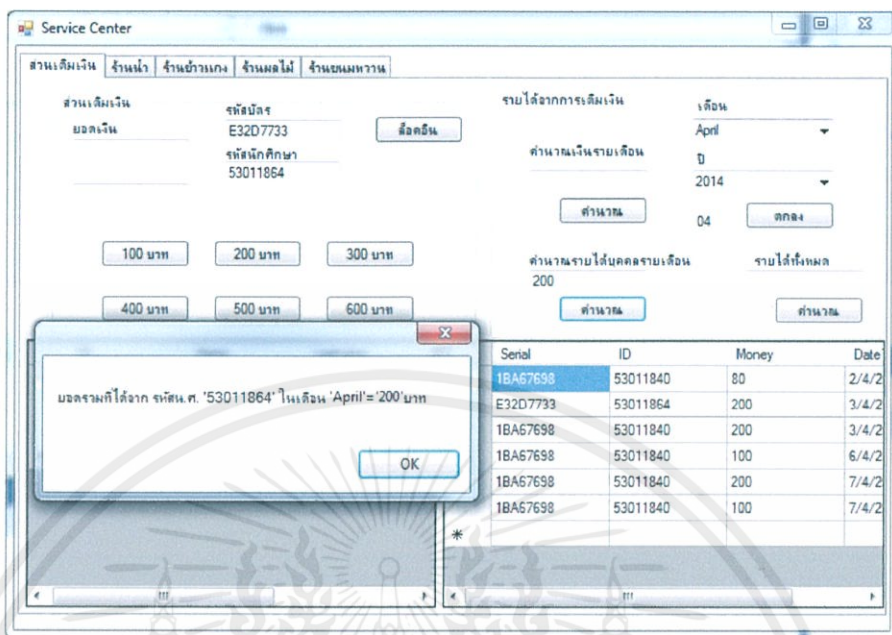 Service Center
ส่วนเติมเงิน ร้านน้ำ ร้านข้าวแกง ร้านผลไม้ ร้านขนมหวาน
ส่วนเติมเงิน
ยอดเงิน
รหัสบัตร
E32D7733
ล็อคอิน
รหัสนักศึกษา
53011864
รายได้จากการเติมเงิน
เดือน
April
คำนวณเงินรายเดือน
ปี
2014
คำนวณ
04
ตกลง
100 บาท 200 บาท 300 บาท
คำนวณรายได้บุคคลรายเดือน
รายได้ทั้งหมด
200
400 บาท 500 บาท 600 บาท
คำนวณ
คำนวณ
ยอดรวมที่ได้จาก รหัสน.ศ. '53011864' ในเดือน 'April'='200'บาท
OK
Serial ID Money Date
1BA67698 53011840 80 2/4/2
E32D7733 53011864 200 3/4/2
1BA67698 53011840 200 3/4/2
1BA67698 53011840 100 6/4/2
1BA67698 53011840 200 7/4/2
1BA67698 53011840 100 7/4/2